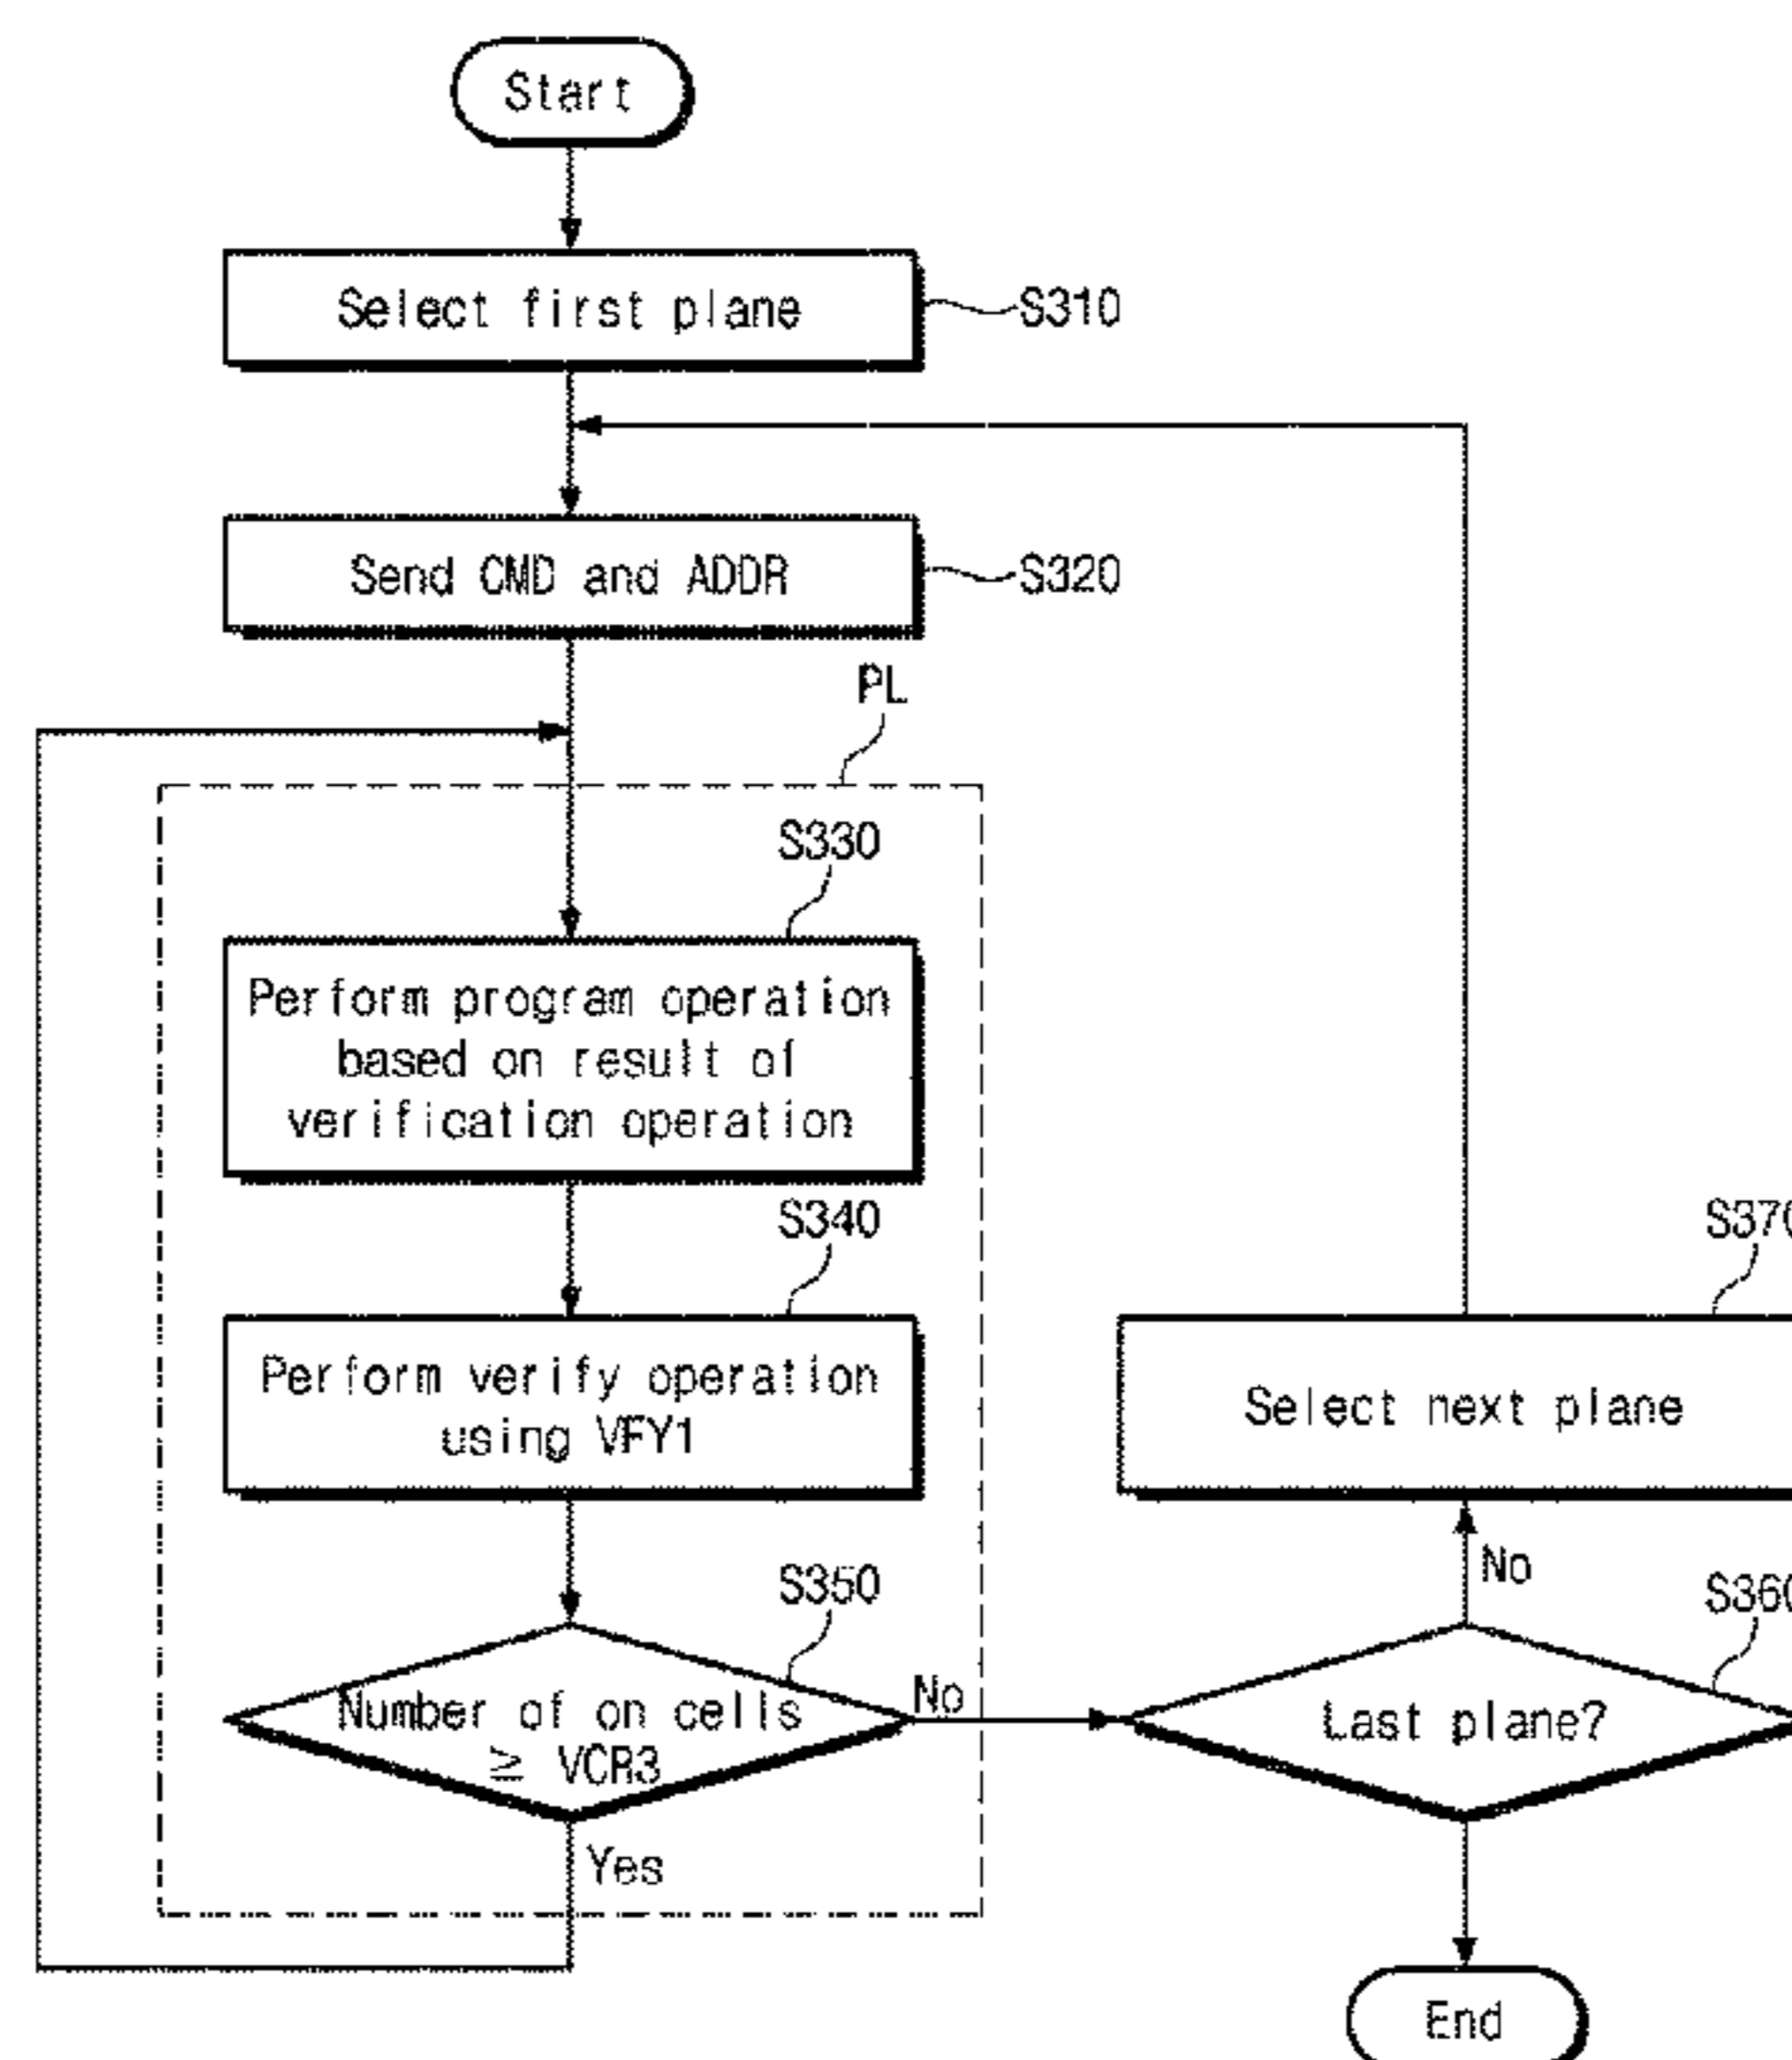 Start
Select first plane
S310
Send CMD and ADDR
S320
PL
S330
Perform program operation
based on result of
verification operation
S340
Perform verify operation
using VFY1
S350
Number of on cells
≥ VCR3
No
Yes
S370
Select next plane
No
S360
Last plane?
End